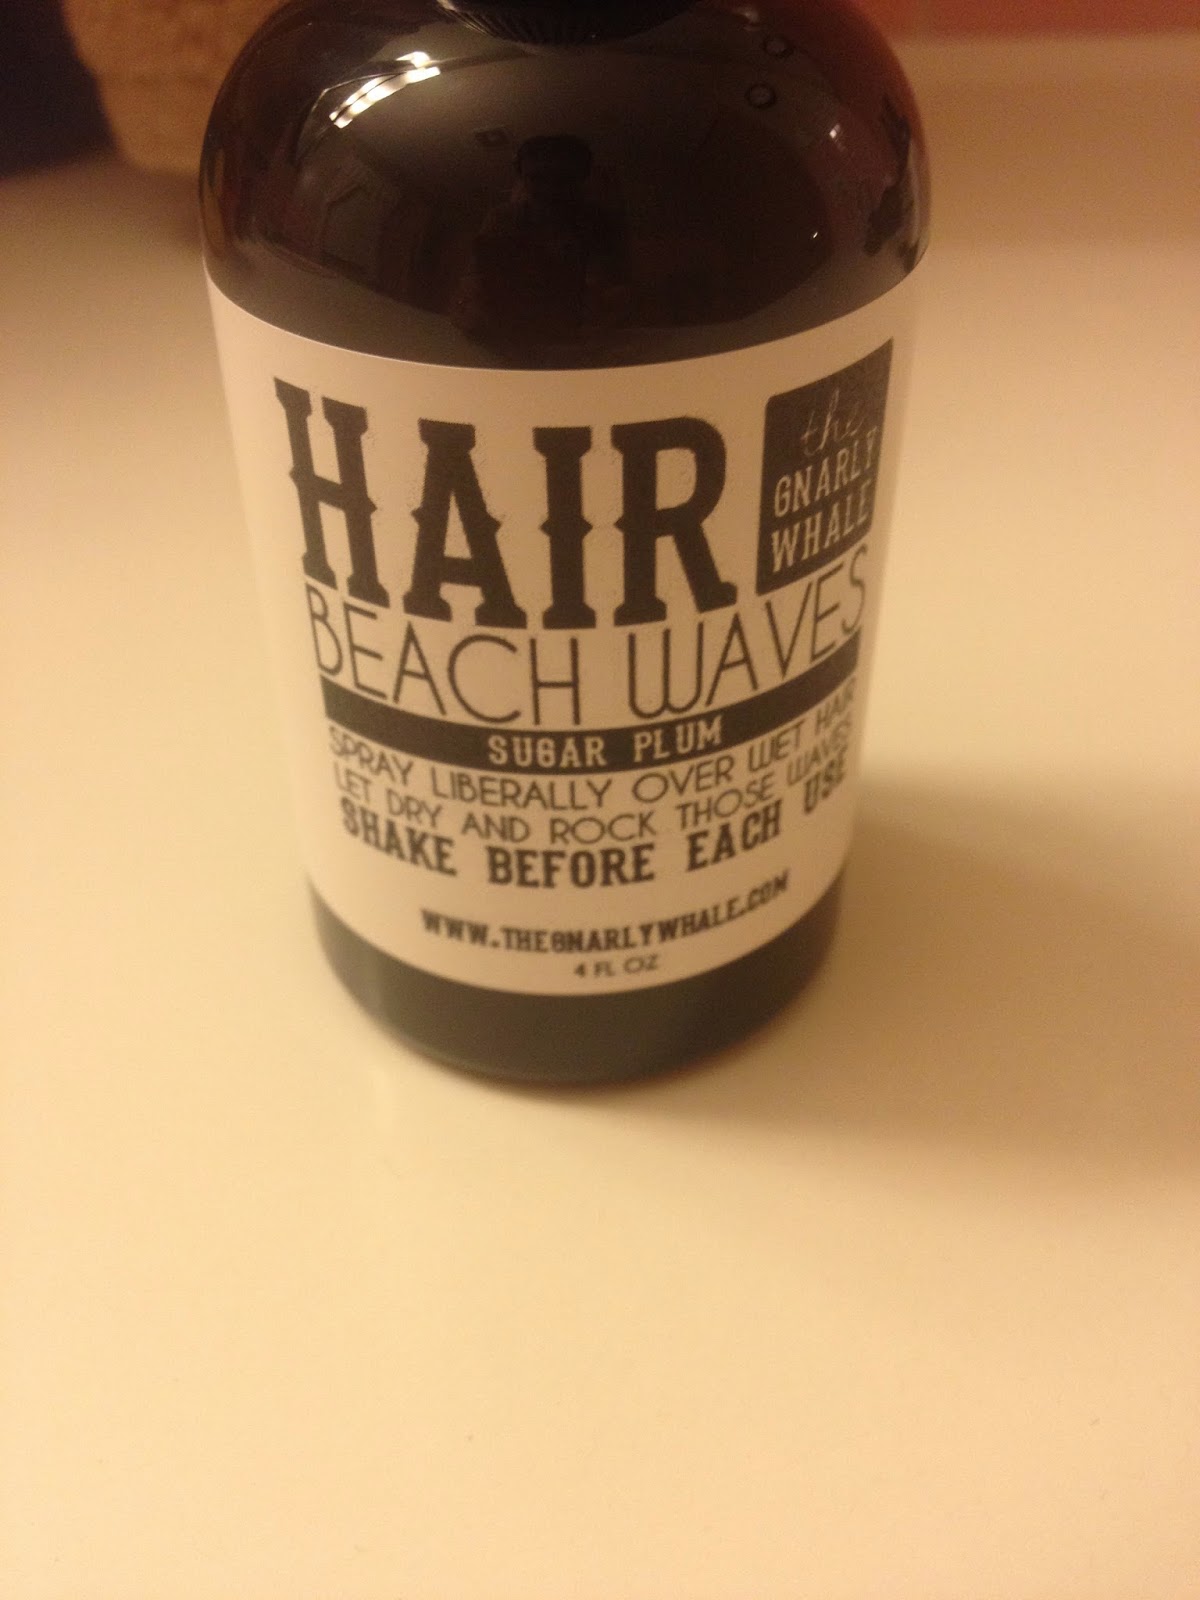 HAIR
the
GNARLY
WHALE
BEACH WAVES
SUGAR PLUM
SPRAY LIBERALLY OVER WET HAIR
LET DRY AND ROCK THOSE WAVES
SHAKE BEFORE EACH USE
WWW.THEGNARLYWHALE.COM
4 FL OZ